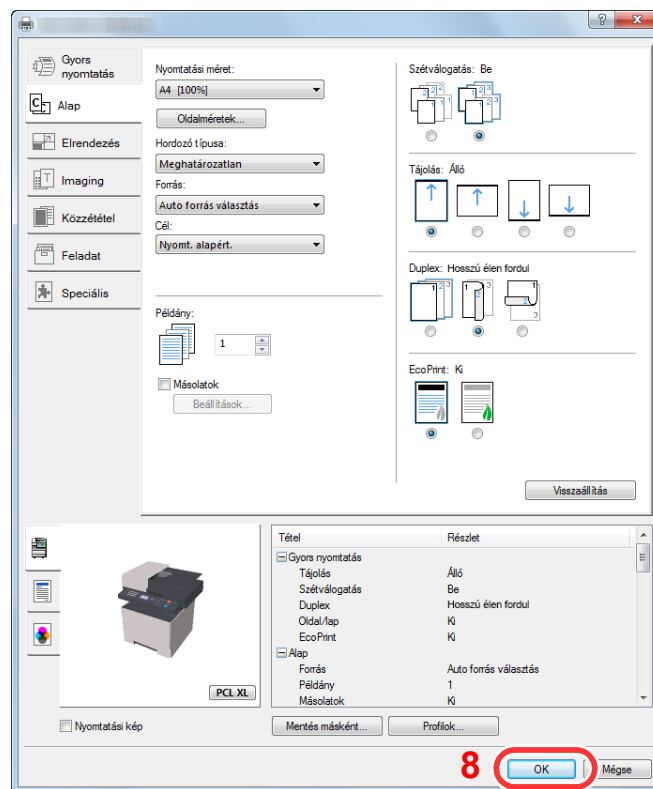 Gyors
nyomtatás
Alap
Elrendezés
Imaging
Közzététel
Feladat
Speciális
Nyomtatási méret:
A4 [100%]
Oldalméretek...
Hordozó típusa:
Meghatározatlan
Forrás:
Auto forrás választás
Cél:
Nyomt. alapért.
Példány:
1
Másolatok
Beállítások...
Szétválogatás: Be
Tájolás: Álló
Duplex: Hosszú élen fordul
EcoPrint: Ki
Visszaállítás
Tétel Részlet
Gyors nyomtatás
Tájolás Álló
Szétválogatás Be
Duplex Hosszú élen fordul
Oldal/lap Ki
EcoPrint Ki
Alap
Forrás Auto forrás választás
Példány 1
Másolatok Ki
PCL XL
Nyomtatási kép
Mentés másként... Profilok...
8 OK Mégse